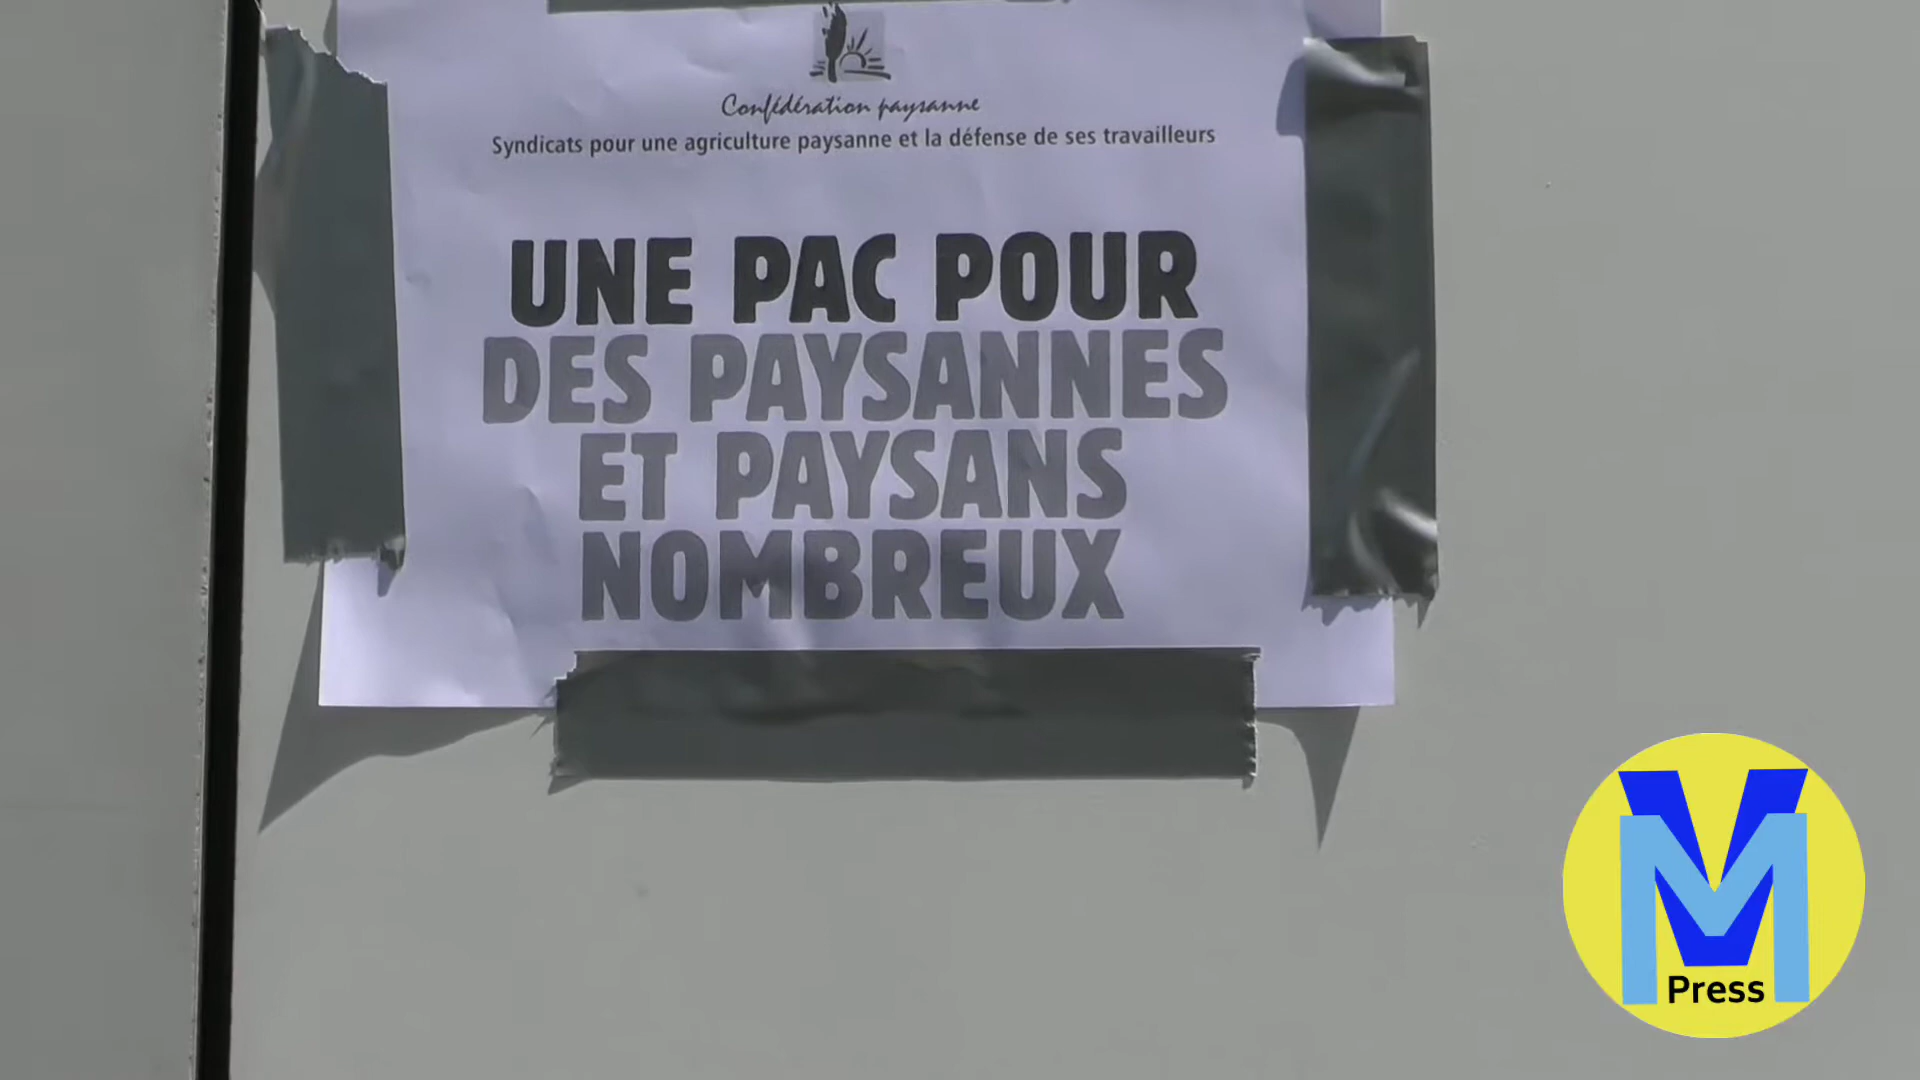 Confédération paysanne
Syndicats pour une agriculture paysanne et la défense de ses travailleurs
UNE PAC POUR
DES PAYSANNES
ET PAYSANS
NOMBREUX
VM
Press